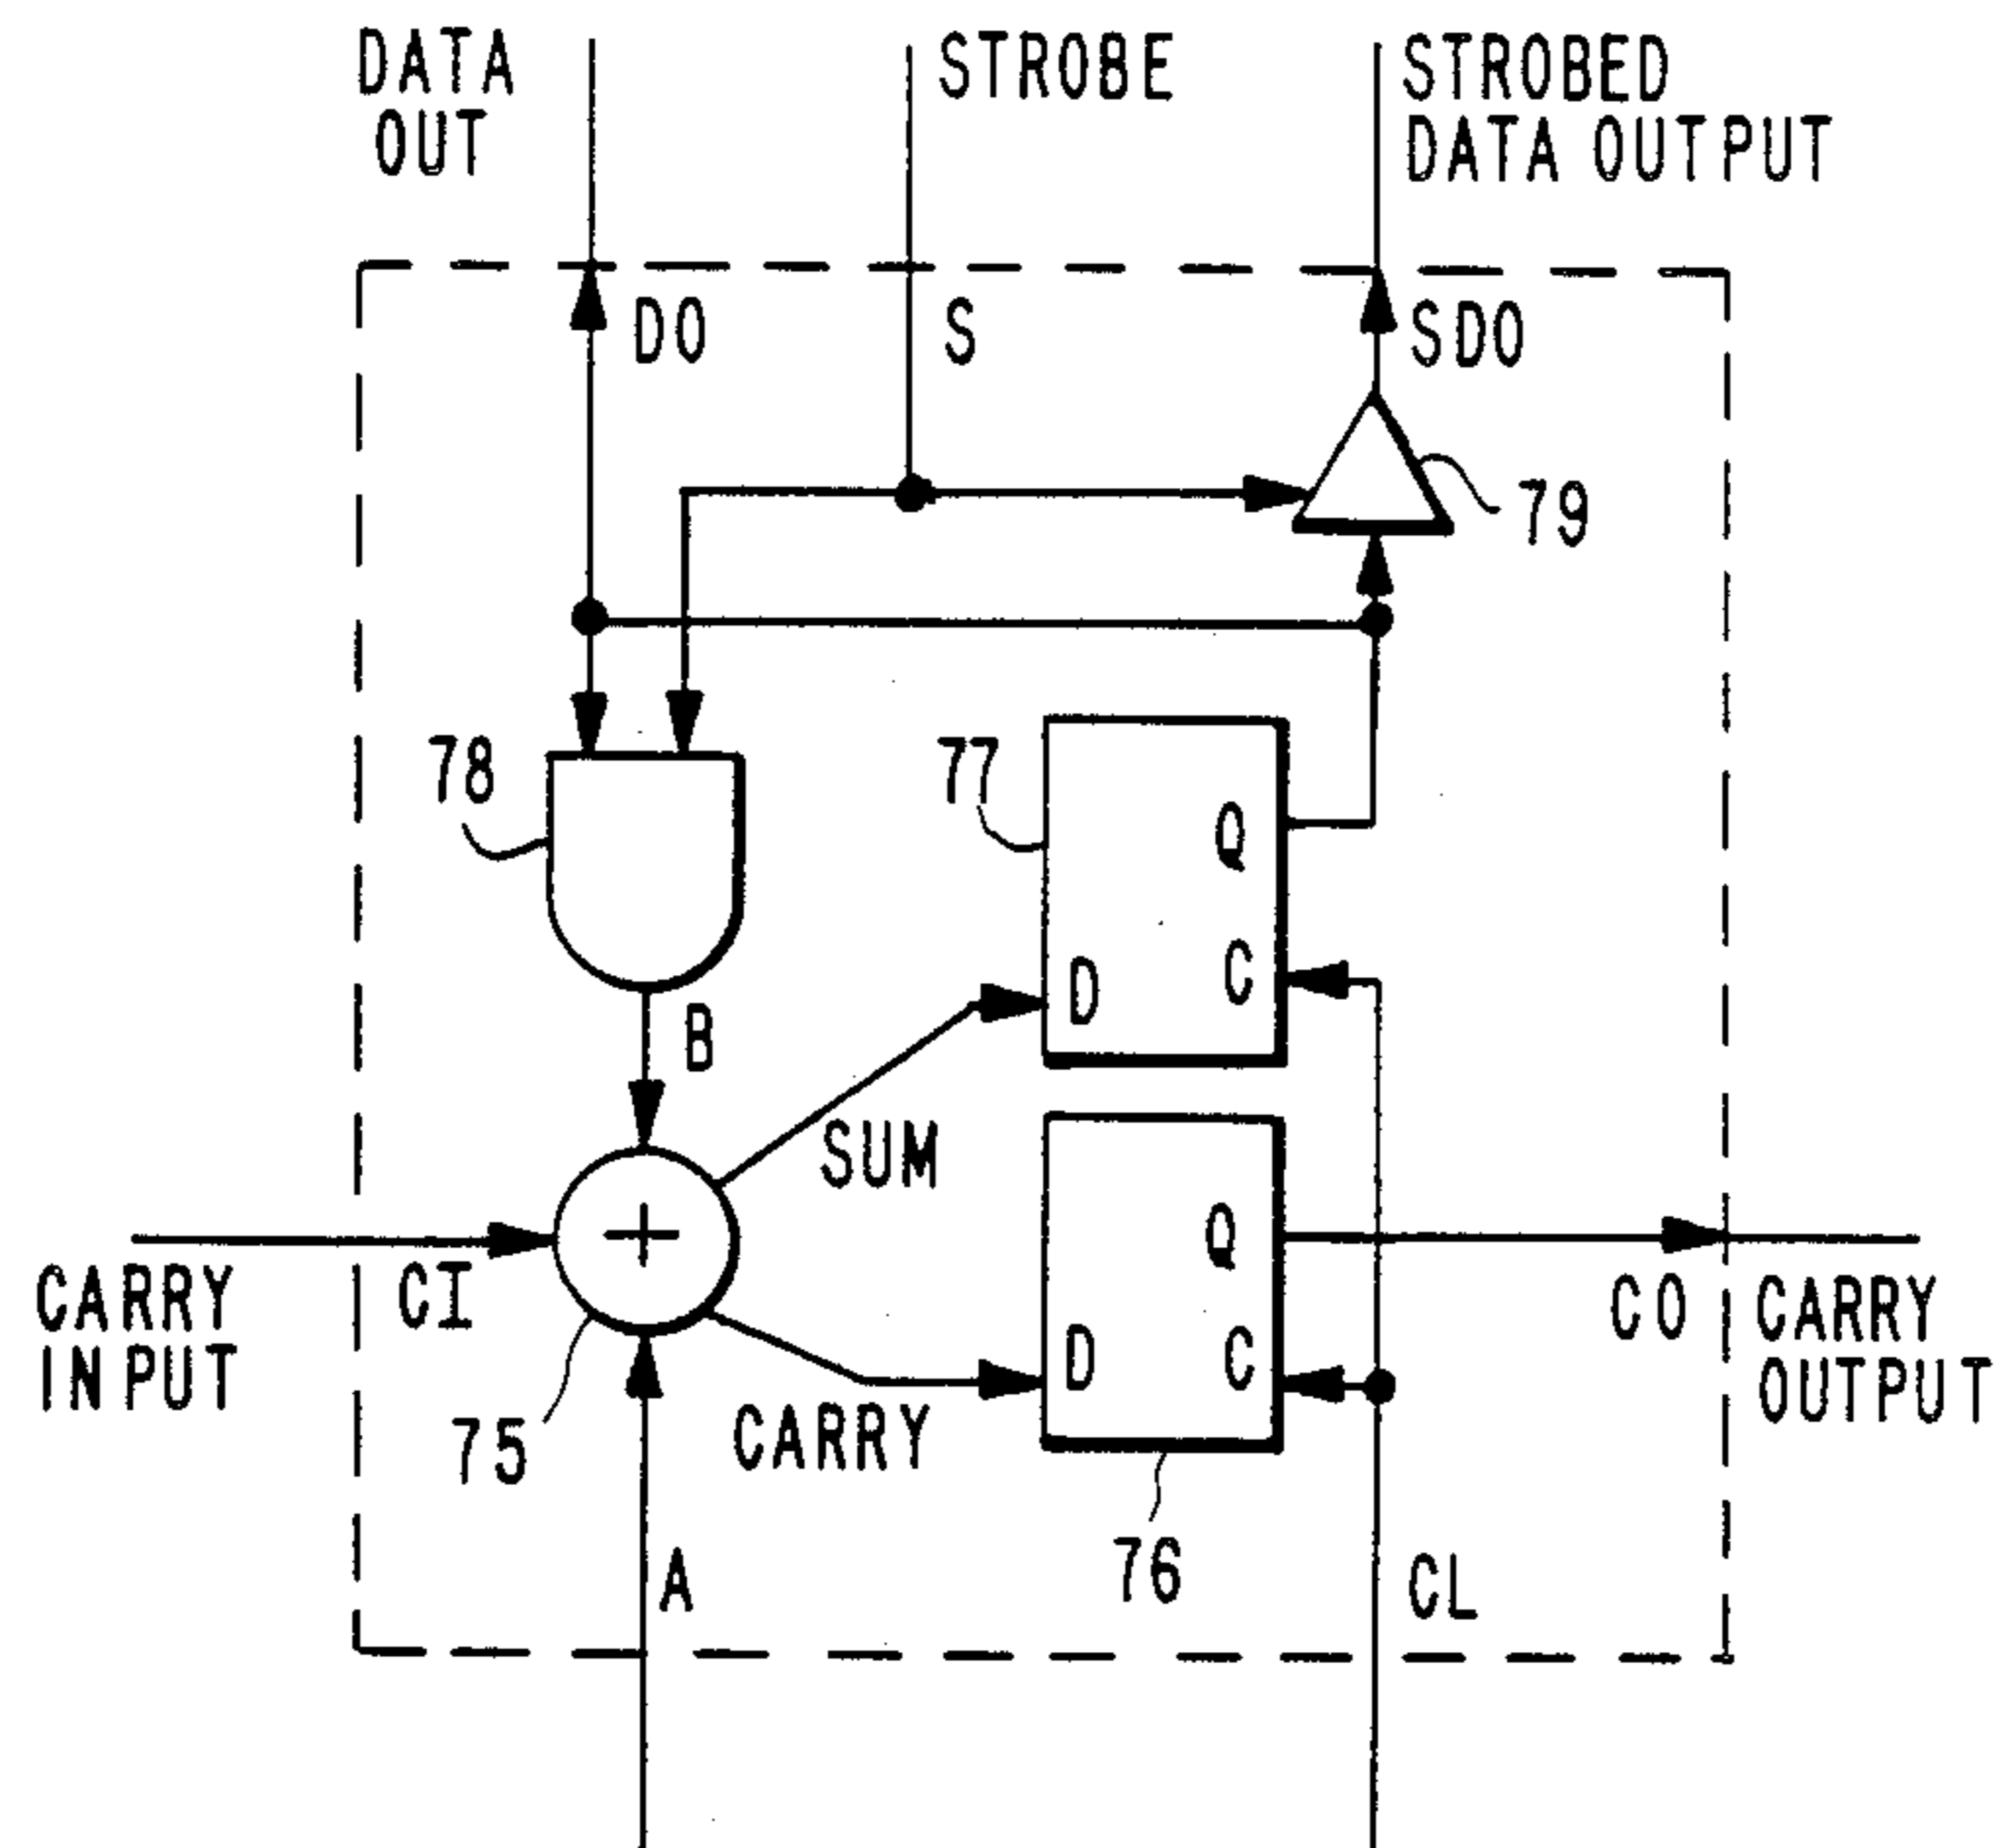 DATA
OUT
STROBE
STROBED
DATA OUTPUT
DO
S
SDO
79
78
77
Q
C
D
B
SUM
+
CARRY
INPUT
CI
75
CARRY
Q
D
C
76
CO
CARRY
OUTPUT
A
CL